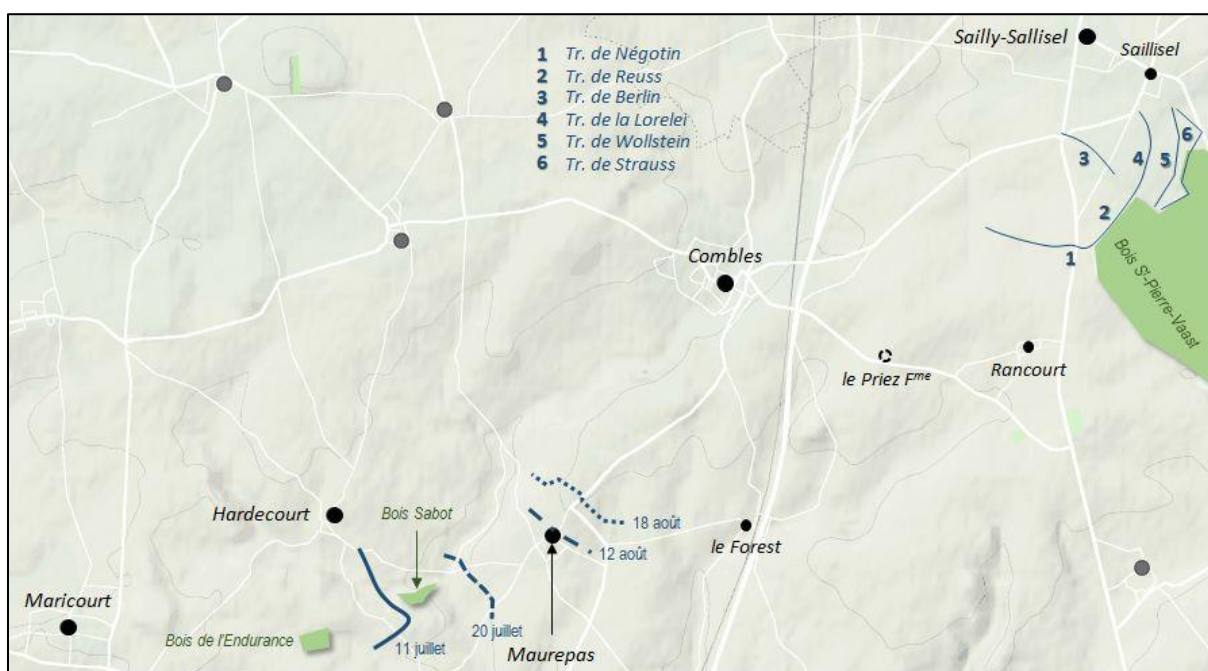 Sailly-Sallisel
Saillisel
1 Tr. de Négotin
2 Tr. de Reuss
3 Tr. de Berlin
4 Tr. de la Lorelei
5 Tr. de Wollstein
6 Tr. de Strauss
6
3
4
5
2
1
Combles
Bois St-Pierre-Vaast
le Priez Fme
Rancourt
Hardecourt
Bois Sabot
18 août
12 août
le Forest
Maricourt
Bois de l'Endurance
11 juillet
20 juillet
Maurepas